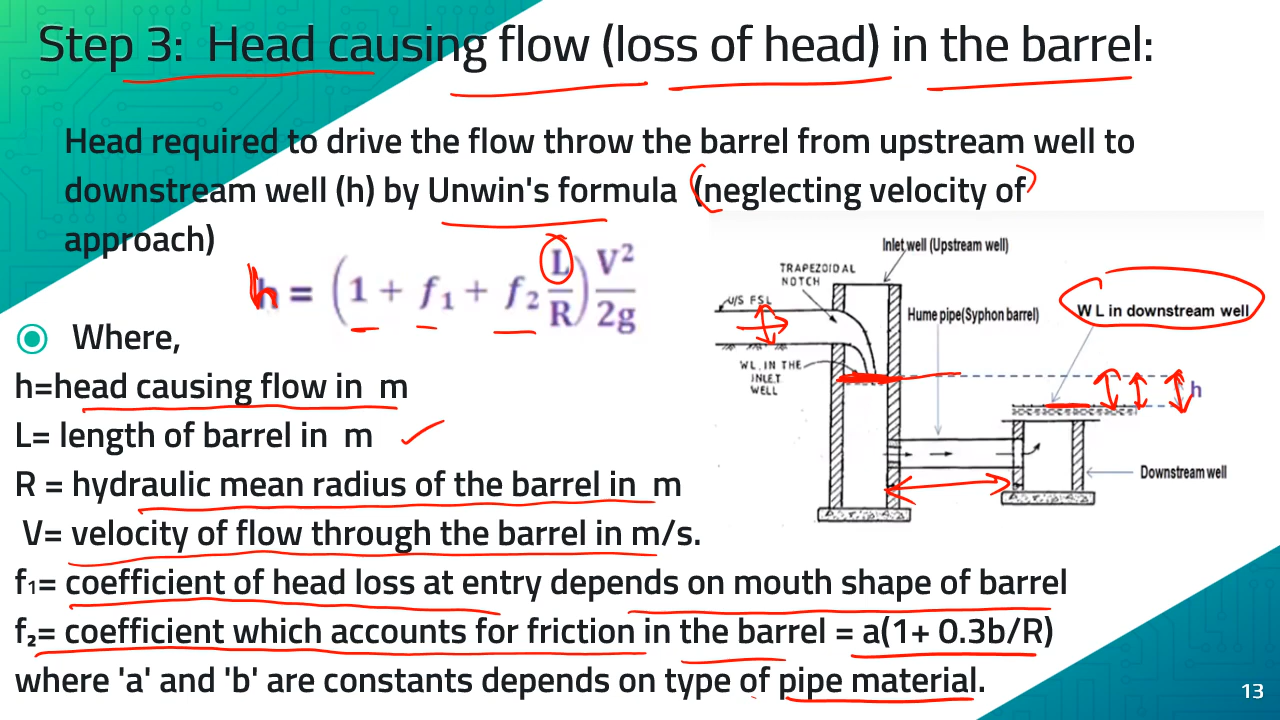 Step 3: Head causing flow (loss of head) in the barrel:
Head required to drive the flow throw the barrel from upstream well to
downstream well (h) by Unwin's formula (neglecting velocity of
approach)
h = (1 + f₁ + f₂ L/R) V²/2g
Where,
h=head causing flow in m
L= length of barrel in m
R = hydraulic mean radius of the barrel in m
V= velocity of flow through the barrel in m/s.
f₁= coefficient of head loss at entry depends on mouth shape of barrel
f₂= coefficient which accounts for friction in the barrel = a(1+ 0.3b/R)
where 'a' and 'b' are constants depends on type of pipe material.
Inlet well (Upstream well)
TRAPEZOIDAL
NOTCH
U/S FSL
Hume pipe(Syphon barrel)
W L in downstream well
WL. IN THE
INLET
WELL
h
Downstream well
13